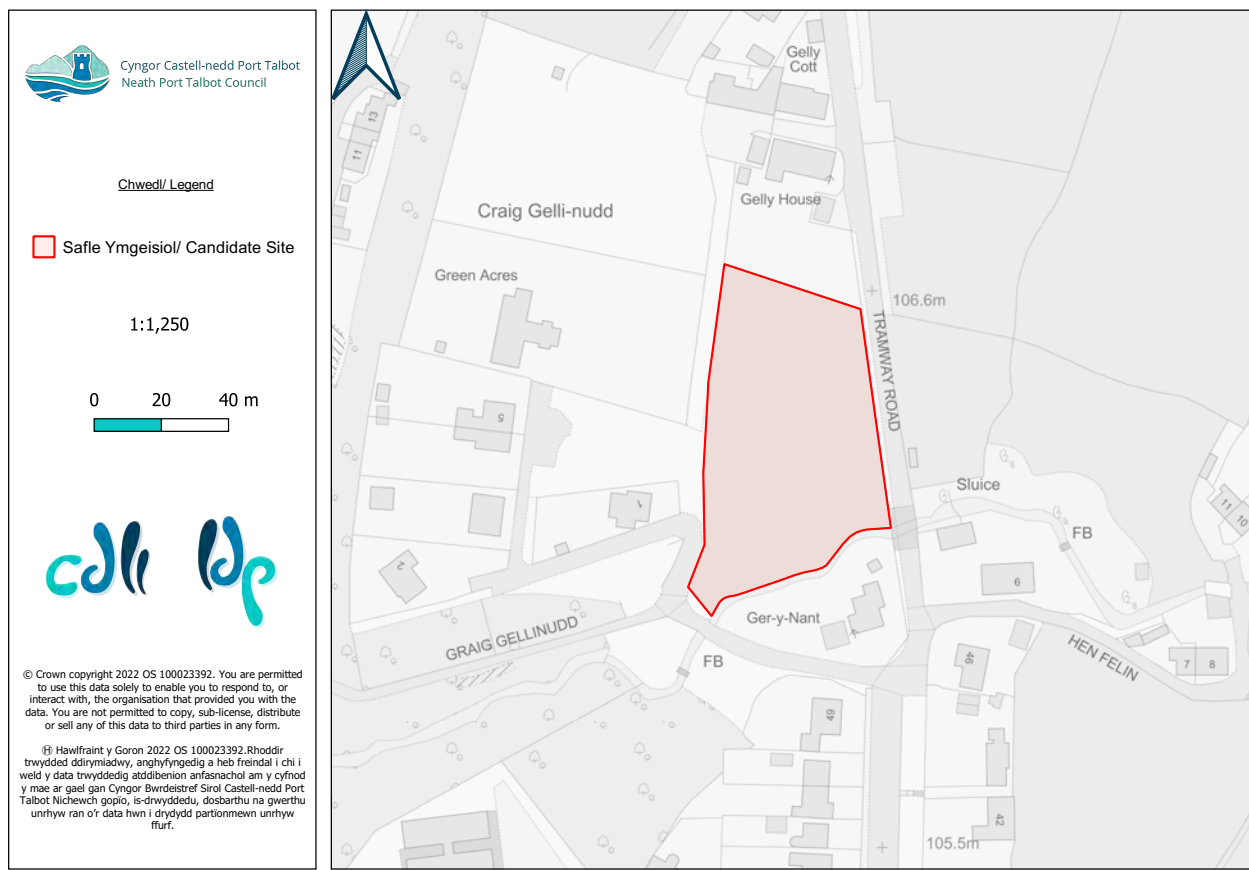 Cyngor Castell-nedd Port Talbot
Neath Port Talbot Council
Chwedl/ Legend
Safle Ymgeisiol/ Candidate Site
1:1,250
0 20 40 m
cdll ldp
© Crown copyright 2022 OS 100023392. You are permitted
to use this data solely to enable you to respond to, or
interact with, the organisation that provided you with the
data. You are not permitted to copy, sub-license, distribute
or sell any of this data to third parties in any form.
Ⓗ Hawlfraint y Goron 2022 OS 100023392.Rhoddir
trwydded ddirymiadwy, anghyfyngedig a heb freindal i chi i
weld y data trwyddedig atddibenion anfasnachol am y cyfnod
y mae ar gael gan Cyngor Bwrdeistref Sirol Castell-nedd Port
Talbot Nichewch gopïo, is-drwyddedu, dosbarthu na gwerthu
unrhyw ran o'r data hwn i drydydd partïonmewn unrhyw
ffurf.
Gelly
Cott
13
11
Gelly House
Craig Gelli-nudd
Green Acres
106.6m
TRAMWAY ROAD
5
1
Sluice
11
10
FB
2
6
Ger-y-Nant
GRAIG GELLINUDD
HEN FELIN
FB
46
7
8
49
42
105.5m